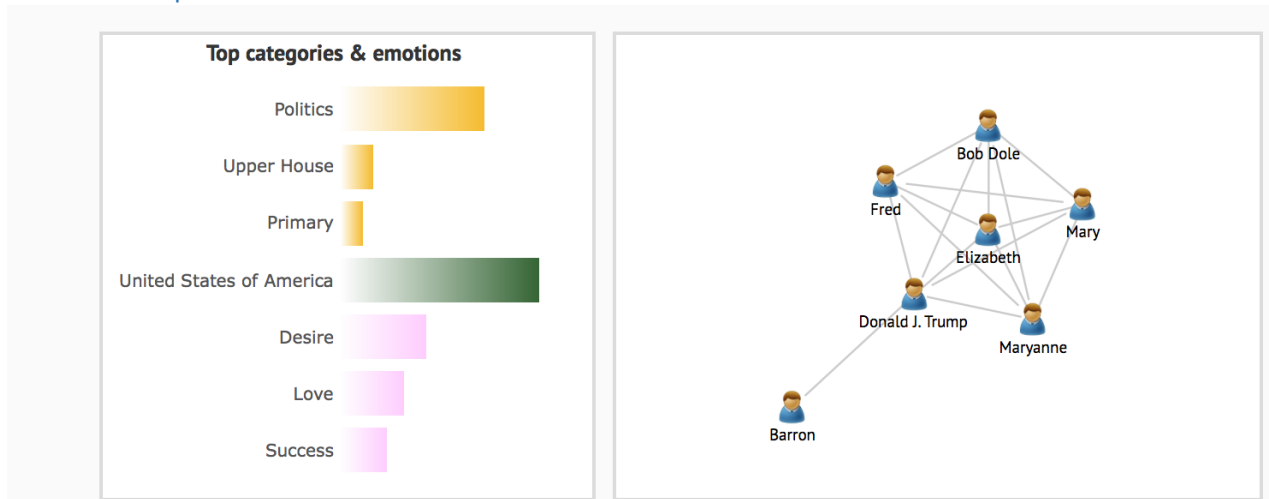 Top categories & emotions
Politics
Upper House
Primary
United States of America
Desire
Love
Success
Bob Dole
Fred
Mary
Elizabeth
Donald J. Trump
Maryanne
Barron